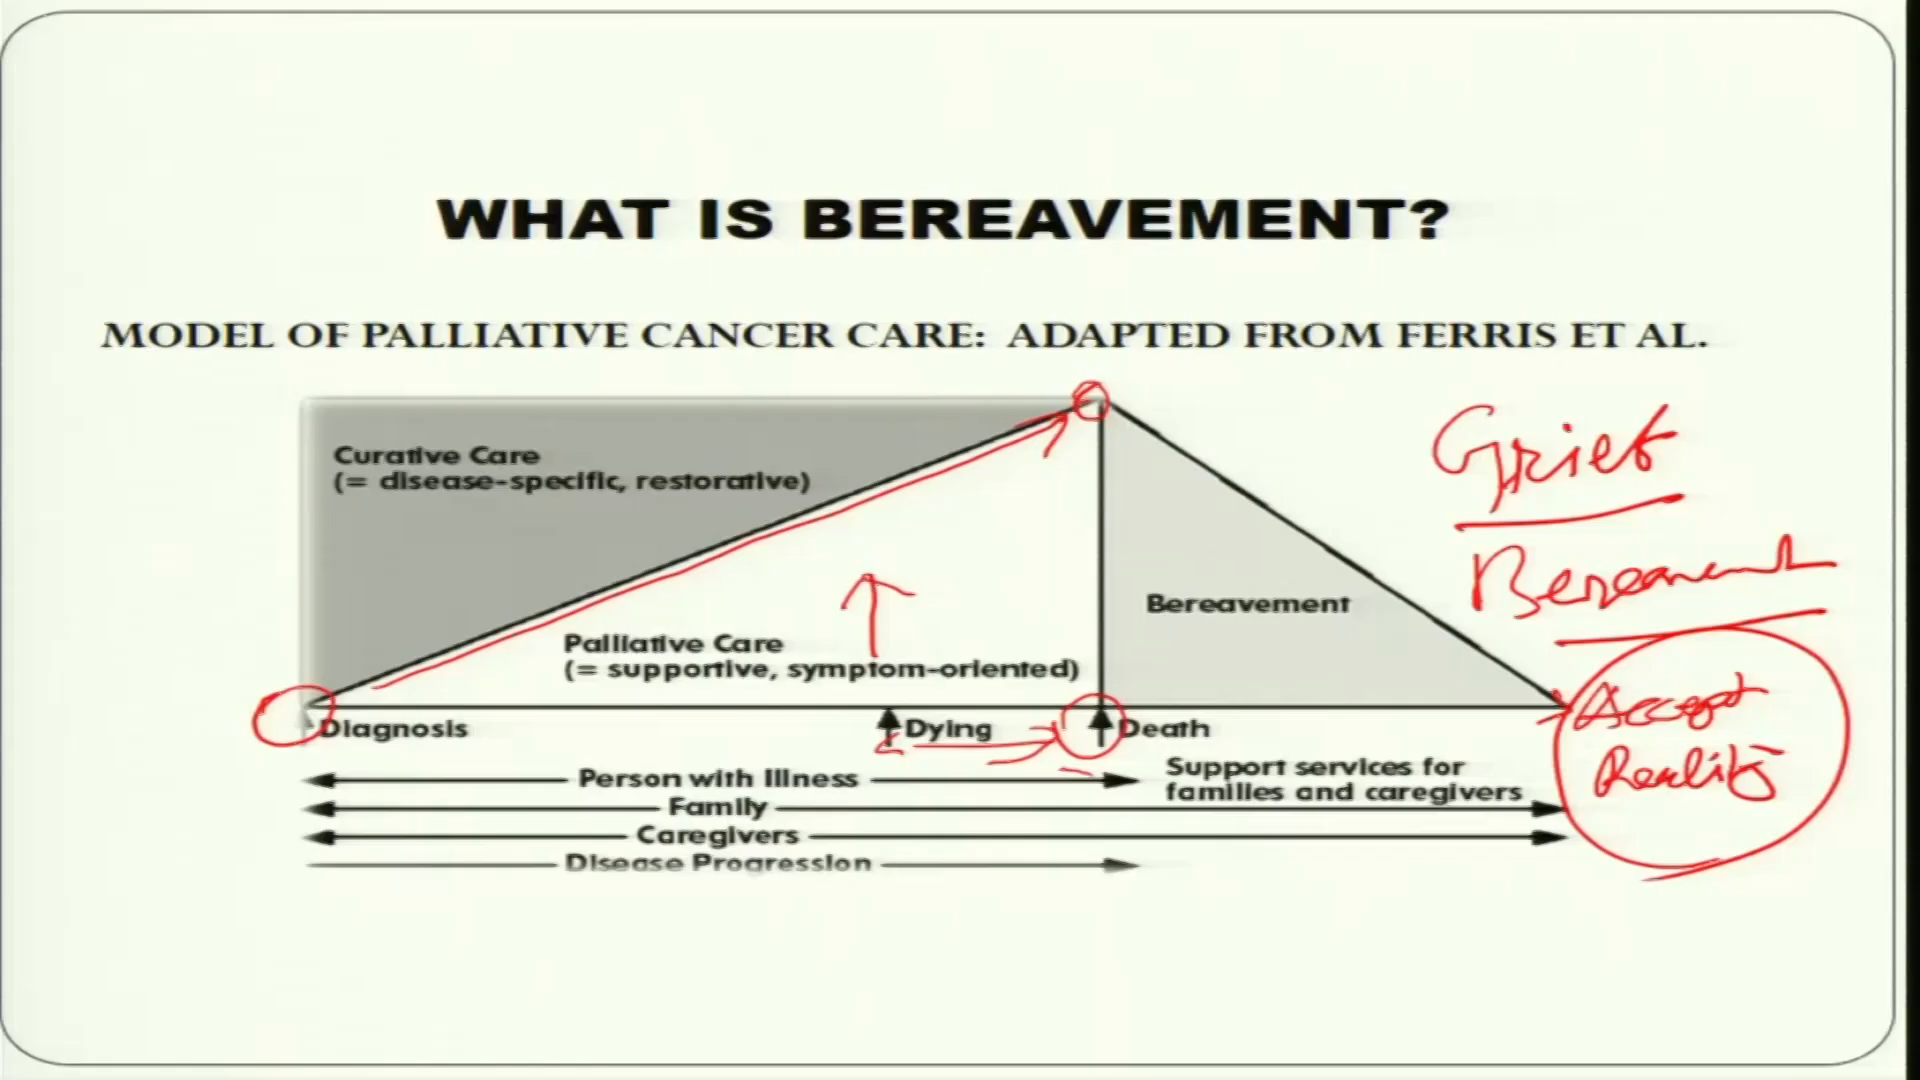 WHAT IS BEREAVEMENT?
MODEL OF PALLIATIVE CANCER CARE: ADAPTED FROM FERRIS ET AL.
Curative Care
(= disease-specific, restorative)
Grief
Bereavement
Bereavement
Palliative Care
(= supportive, symptom-oriented)
Accept
Reality
Diagnosis
Dying
Death
Person with Illness
Support services for
families and caregivers
Family
Caregivers
Disease Progression